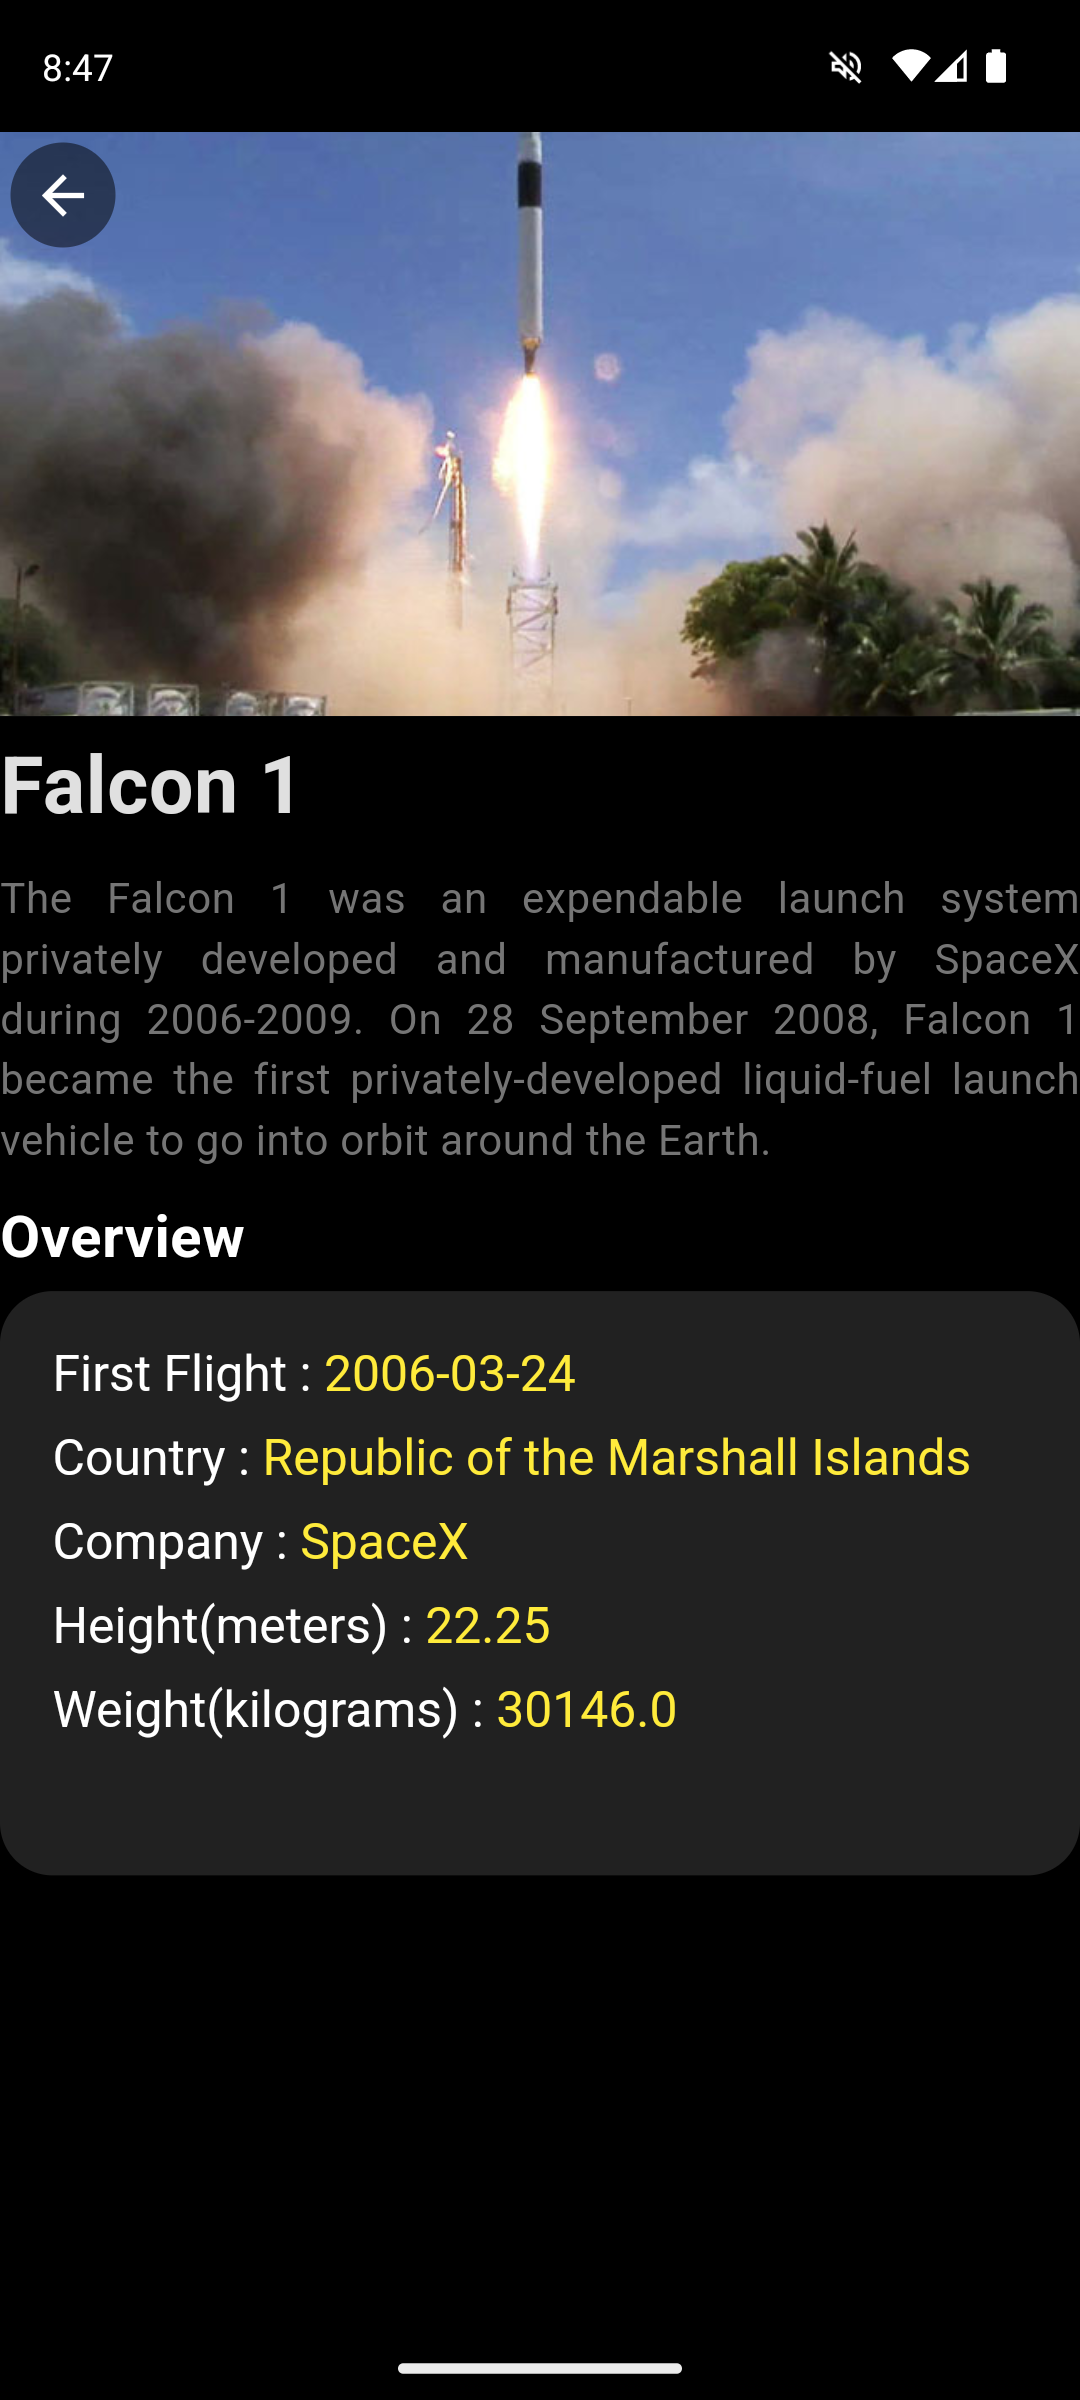 8:47
Falcon 1
The Falcon 1 was an expendable launch system
privately developed and manufactured by SpaceX
during 2006-2009. On 28 September 2008, Falcon 1
became the first privately-developed liquid-fuel launch
vehicle to go into orbit around the Earth.
Overview
First Flight : 2006-03-24
Country : Republic of the Marshall Islands
Company : SpaceX
Height(meters) : 22.25
Weight(kilograms) : 30146.0